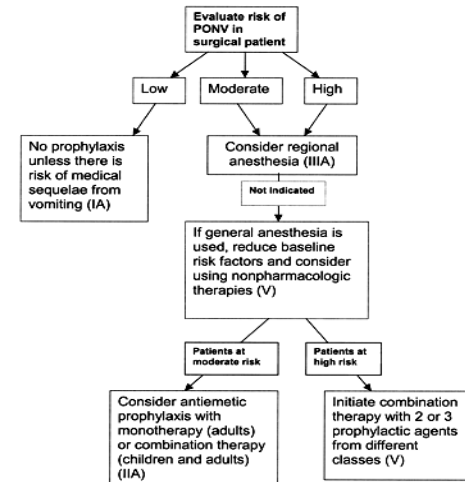 Evaluate risk of
PONV in
surgical patient
Low
Moderate
High
No prophylaxis
unless there is
risk of medical
sequelae from
vomiting (IA)
Consider regional
anesthesia (IIIA)
Not Indicated
If general anesthesia is
used, reduce baseline
risk factors and consider
using nonpharmacologic
therapies (V)
Patients at
moderate risk
Patients at
high risk
Consider antiemetic
prophylaxis with
monotherapy (adults)
or combination therapy
(children and adults)
(IIA)
Initiate combination
therapy with 2 or 3
prophylactic agents
from different
classes (V)